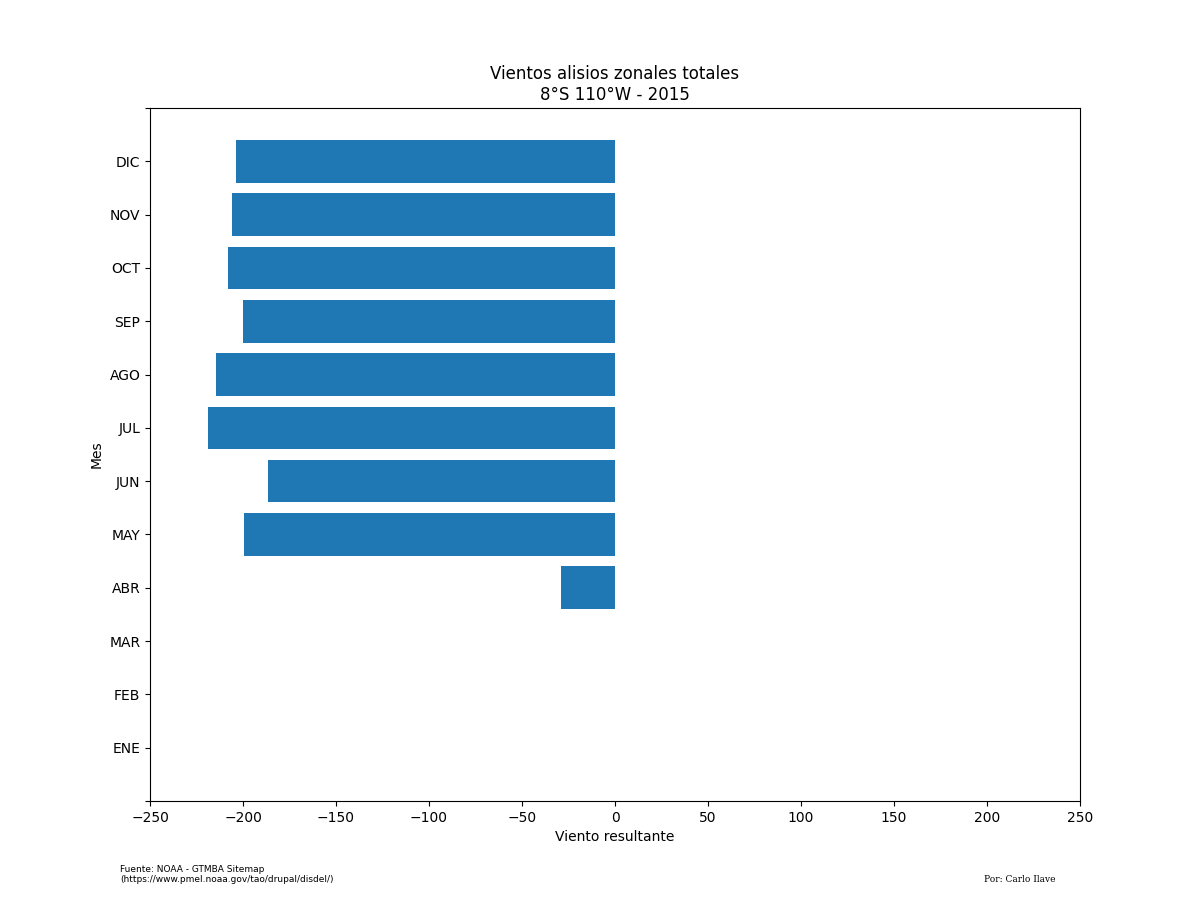 Vientos alisios zonales totales
8°S 110°W - 2015
DIC
NOV
OCT
SEP
AGO
JUL
JUN
MAY
ABR
MAR
FEB
ENE
Mes
−250 −200 −150 −100 −50 0 50 100 150 200 250
Viento resultante
Fuente: NOAA - GTMBA Sitemap
(https://www.pmel.noaa.gov/tao/drupal/disdel/)
Por: Carlo Ilave